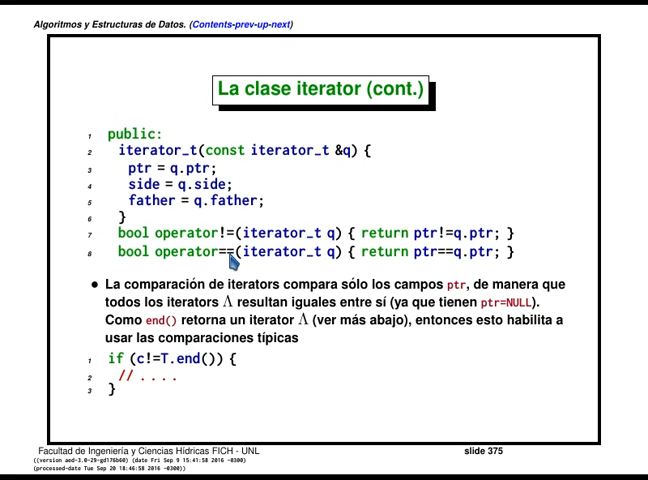 Algoritmos y Estructuras de Datos. (Contents-prev-up-next)
La clase iterator (cont.)
1 public:
2 iterator_t(const iterator_t &q) {
3 ptr = q.ptr;
4 side = q.side;
5 father = q.father;
6 }
7 bool operator!=(iterator_t q) { return ptr!=q.ptr; }
8 bool operator==(iterator_t q) { return ptr==q.ptr; }
• La comparación de iterators compara sólo los campos ptr, de manera que
todos los iterators Λ resultan iguales entre sí (ya que tienen ptr=NULL).
Como end() retorna un iterator Λ (ver más abajo), entonces esto habilita a
usar las comparaciones típicas
1 if (c!=T.end()) {
2 // . . . .
3 }
Facultad de Ingeniería y Ciencias Hídricas FICH - UNL
slide 375
((version aed-3.0-29-gd176b60) (date Fri Sep 9 15:41:58 2016 -0300)
(processed-date Tue Sep 20 18:46:58 2016 -0300))